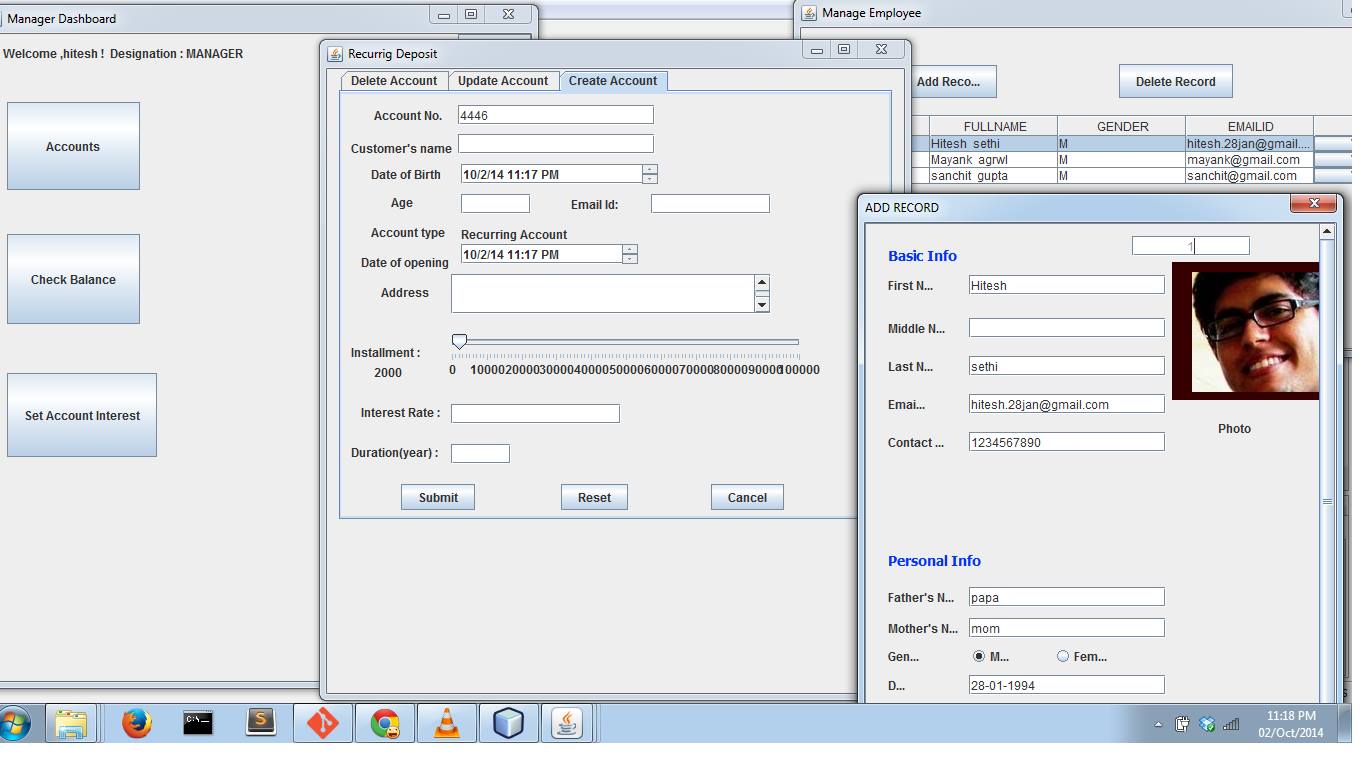 Manager Dashboard
Welcome ,hitesh ! Designation : MANAGER
Accounts
Check Balance
Set Account Interest
Recurrig Deposit
Delete Account Update Account Create Account
Account No. 4446
Customer's name
Date of Birth 10/2/14 11:17 PM
Age Email Id:
Account type Recurring Account
Date of opening 10/2/14 11:17 PM
Address
Installment :
2000
0 10000 20000 30000 40000 50000 60000 70000 80000 90000 100000
Interest Rate :
Duration(year) :
Submit Reset Cancel
Manage Employee
Add Reco... Delete Record
FULLNAME GENDER EMAILID
Hitesh sethi M hitesh.28jan@gmail....
Mayank agrwl M mayank@gmail.com
sanchit gupta M sanchit@gmail.com
ADD RECORD
1
Basic Info
First N... Hitesh
Middle N...
Last N... sethi
Emai... hitesh.28jan@gmail.com
Contact ... 1234567890
Photo
Personal Info
Father's N... papa
Mother's N... mom
Gen... M... Fem...
D... 28-01-1994
C:\_
S
11:18 PM
02/Oct/2014